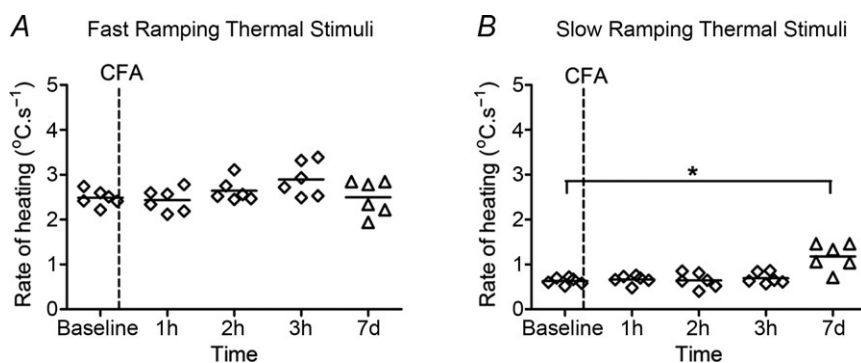 A Fast Ramping Thermal Stimuli
CFA
Rate of heating (°C.s⁻¹)
5
4
3
2
1
0
Baseline 1h 2h 3h 7d
Time
B Slow Ramping Thermal Stimuli
CFA
Rate of heating (°C.s⁻¹)
5
4
3
2
1
0
*
Baseline 1h 2h 3h 7d
Time